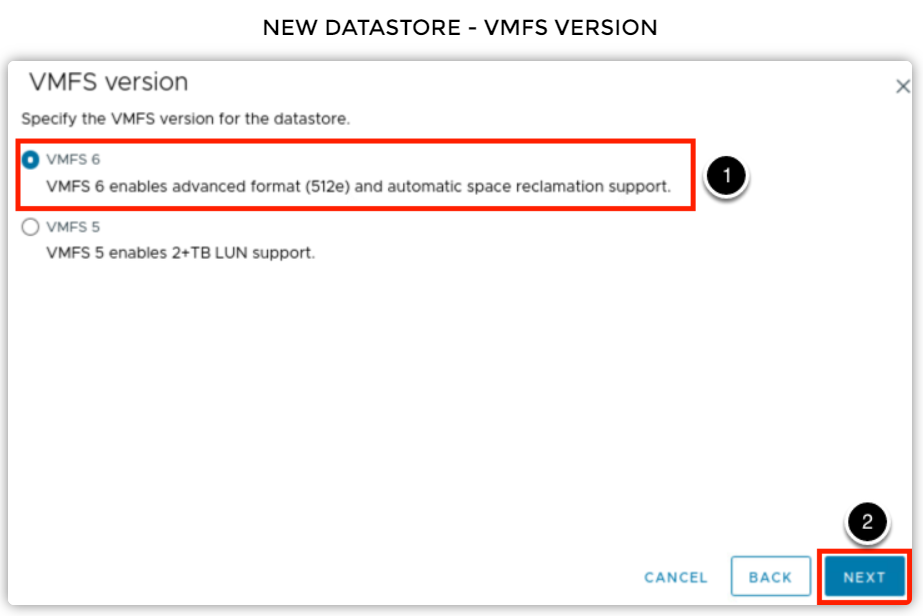 NEW DATASTORE - VMFS VERSION
VMFS version
Specify the VMFS version for the datastore.
VMFS 6
VMFS 6 enables advanced format (512e) and automatic space reclamation support.
1
VMFS 5
VMFS 5 enables 2+TB LUN support.
2
CANCEL BACK NEXT